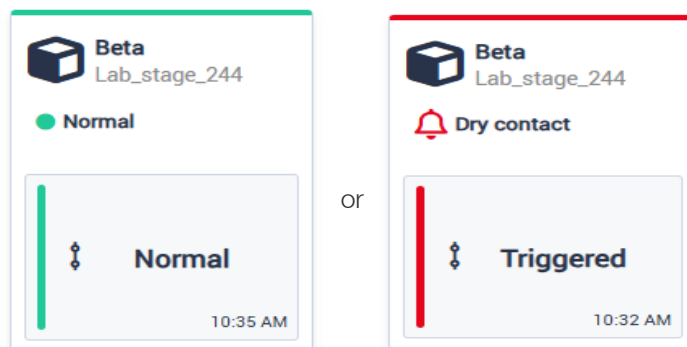 Beta
Lab_stage_244
Normal
Normal
10:35 AM
or
Beta
Lab_stage_244
Dry contact
Triggered
10:32 AM